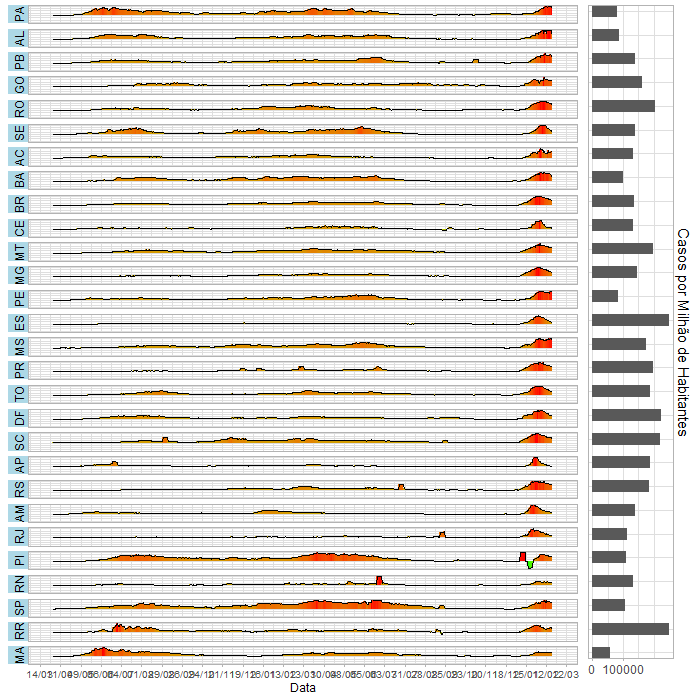 PA
AL
PB
GO
RO
SE
AC
BA
BR
CE
MT
MG
PE
ES
MS
PR
TO
DF
SC
AP
RS
AM
RJ
PI
RN
SP
RR
MA
Data
0 100000
Casos por Milhão de Habitantes